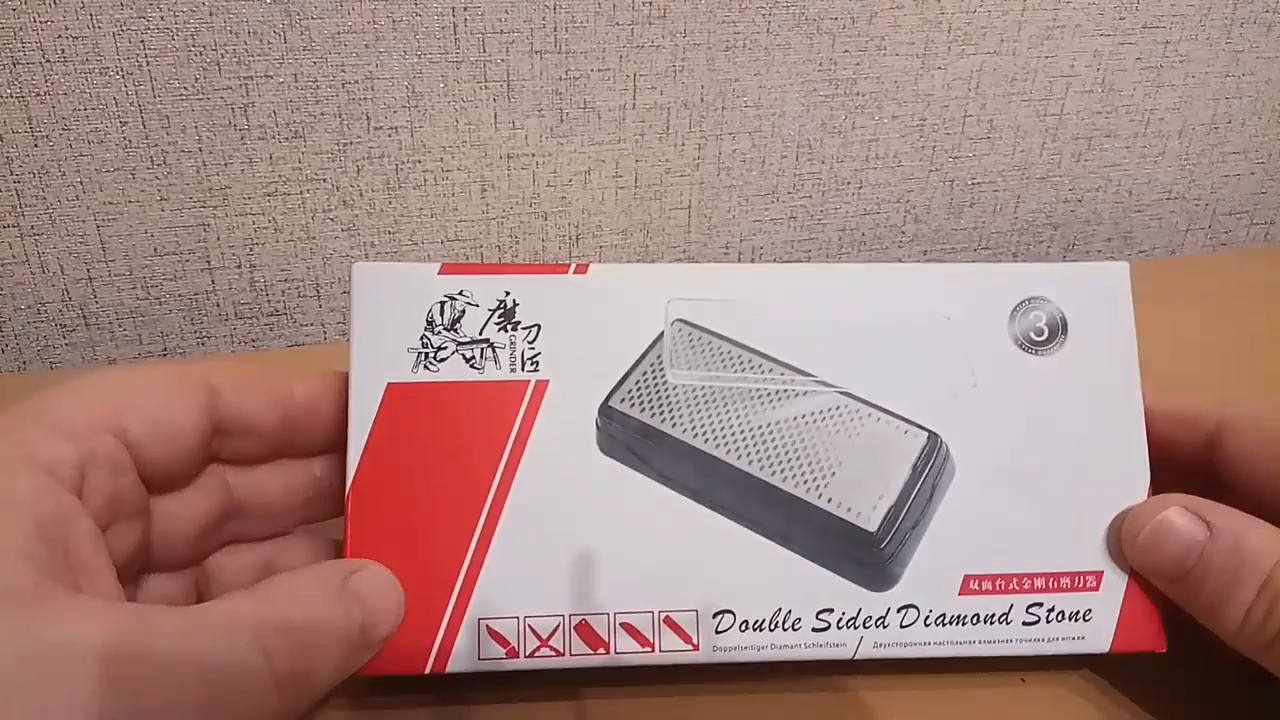 磨刀匠
GRINDER
3
双面台式金刚石磨刀器
Double Sided Diamond Stone
Doppelseitiger Diamant Schleifstein / Двухсторонная настольная алмазная точилка для ножей